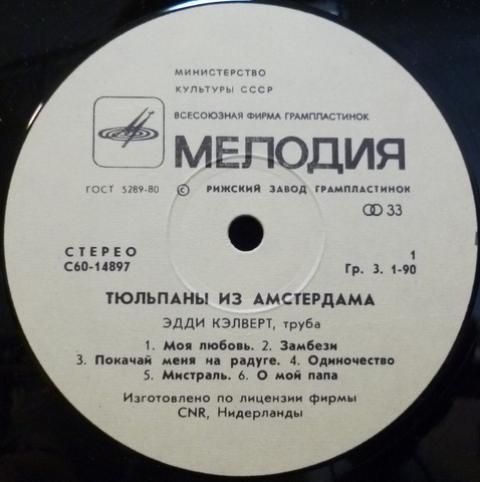 МИНИСТЕРСТВО
КУЛЬТУРЫ СССР
ВСЕСОЮЗНАЯ ФИРМА ГРАМПЛАСТИНОК
МЕЛОДИЯ
ГОСТ 5289-80 © РИЖСКИЙ ЗАВОД ГРАМПЛАСТИНОК
33
СТЕРЕО 1
С60-14897 Гр. 3. 1-90
ТЮЛЬПАНЫ ИЗ АМСТЕРДАМА
ЭДДИ КЭЛВЕРТ, труба
1. Моя любовь. 2. Замбези
3. Покачай меня на радуге. 4. Одиночество
5. Мистраль. 6. О мой папа
Изготовлено по лицензии фирмы
CNR, Нидерланды